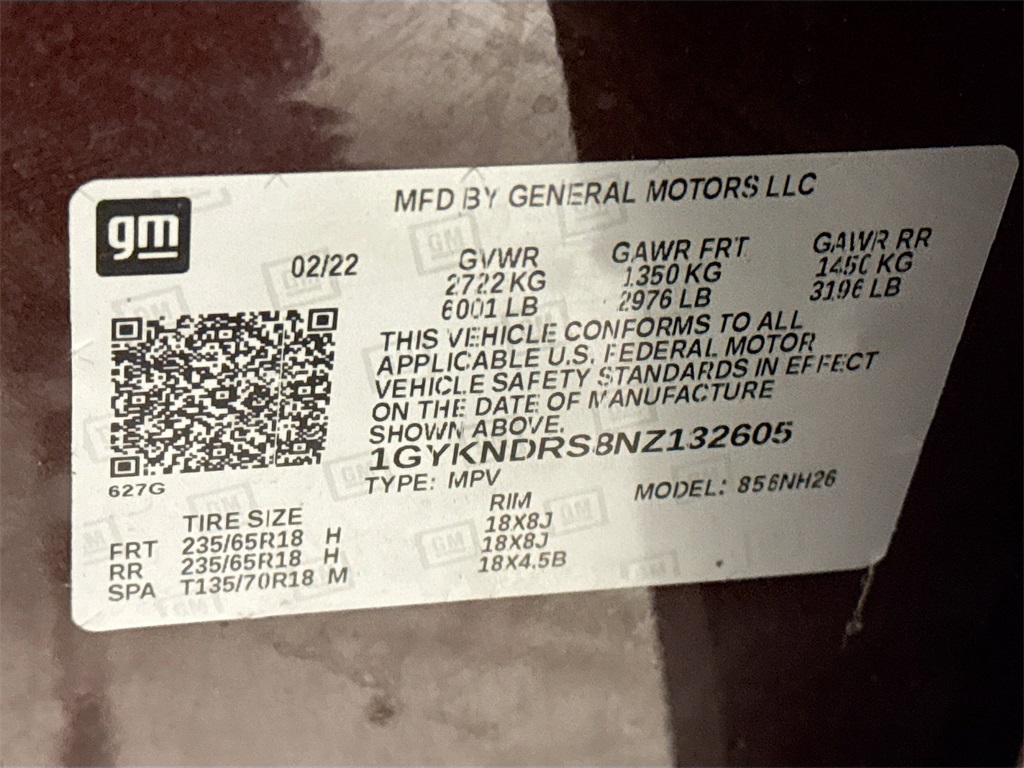 gm
MFD BY GENERAL MOTORS LLC
02/22
GVWR GAWR FRT GAWR RR
2722 KG 1350 KG 1450 KG
6001 LB 2976 LB 3196 LB
THIS VEHICLE CONFORMS TO ALL
APPLICABLE U.S. FEDERAL MOTOR
VEHICLE SAFETY STANDARDS IN EFFECT
ON THE DATE OF MANUFACTURE
SHOWN ABOVE.
1GYKNDRS8NZ132605
627G
TYPE: MPV MODEL: 856NH26
TIRE SIZE RIM
FRT 235/65R18 H 18X8J
RR 235/65R18 H 18X8J
SPA T135/70R18 M 18X4.5B